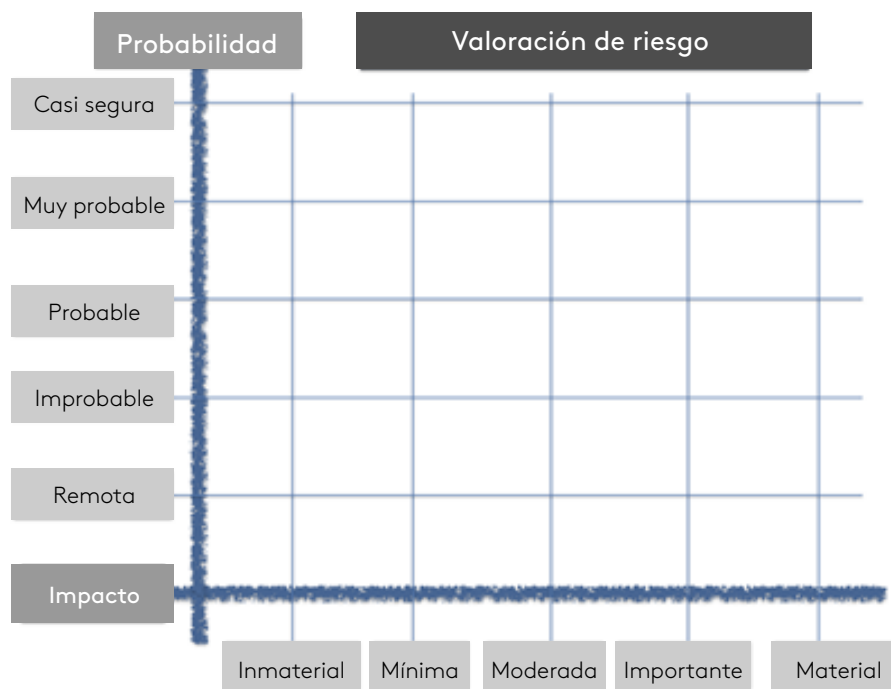 Probabilidad
Valoración de riesgo
Casi segura
Muy probable
Probable
Improbable
Remota
Impacto
Inmaterial
Mínima
Moderada
Importante
Material